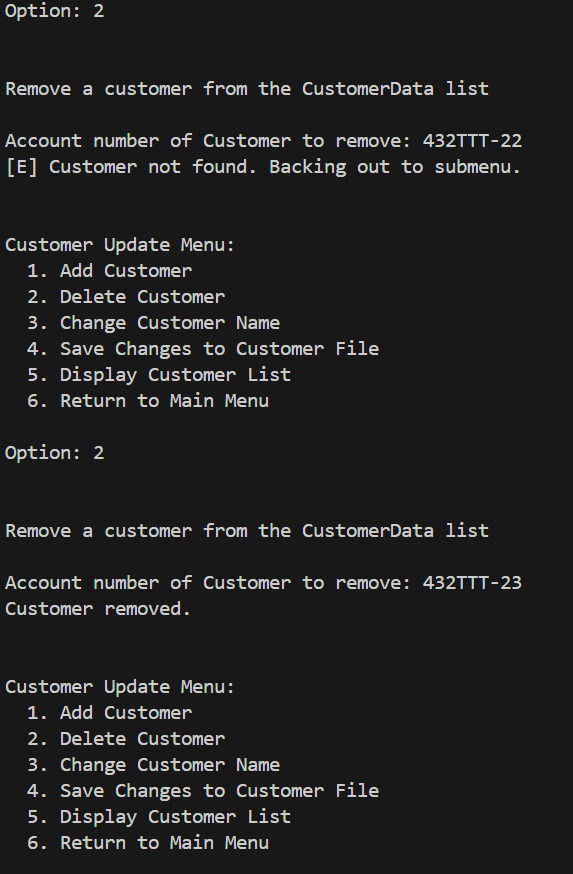 Option: 2
Remove a customer from the CustomerData list
Account number of Customer to remove: 432TTT-22
[E] Customer not found. Backing out to submenu.
Customer Update Menu:
1. Add Customer
2. Delete Customer
3. Change Customer Name
4. Save Changes to Customer File
5. Display Customer List
6. Return to Main Menu
Option: 2
Remove a customer from the CustomerData list
Account number of Customer to remove: 432TTT-23
Customer removed.
Customer Update Menu:
1. Add Customer
2. Delete Customer
3. Change Customer Name
4. Save Changes to Customer File
5. Display Customer List
6. Return to Main Menu